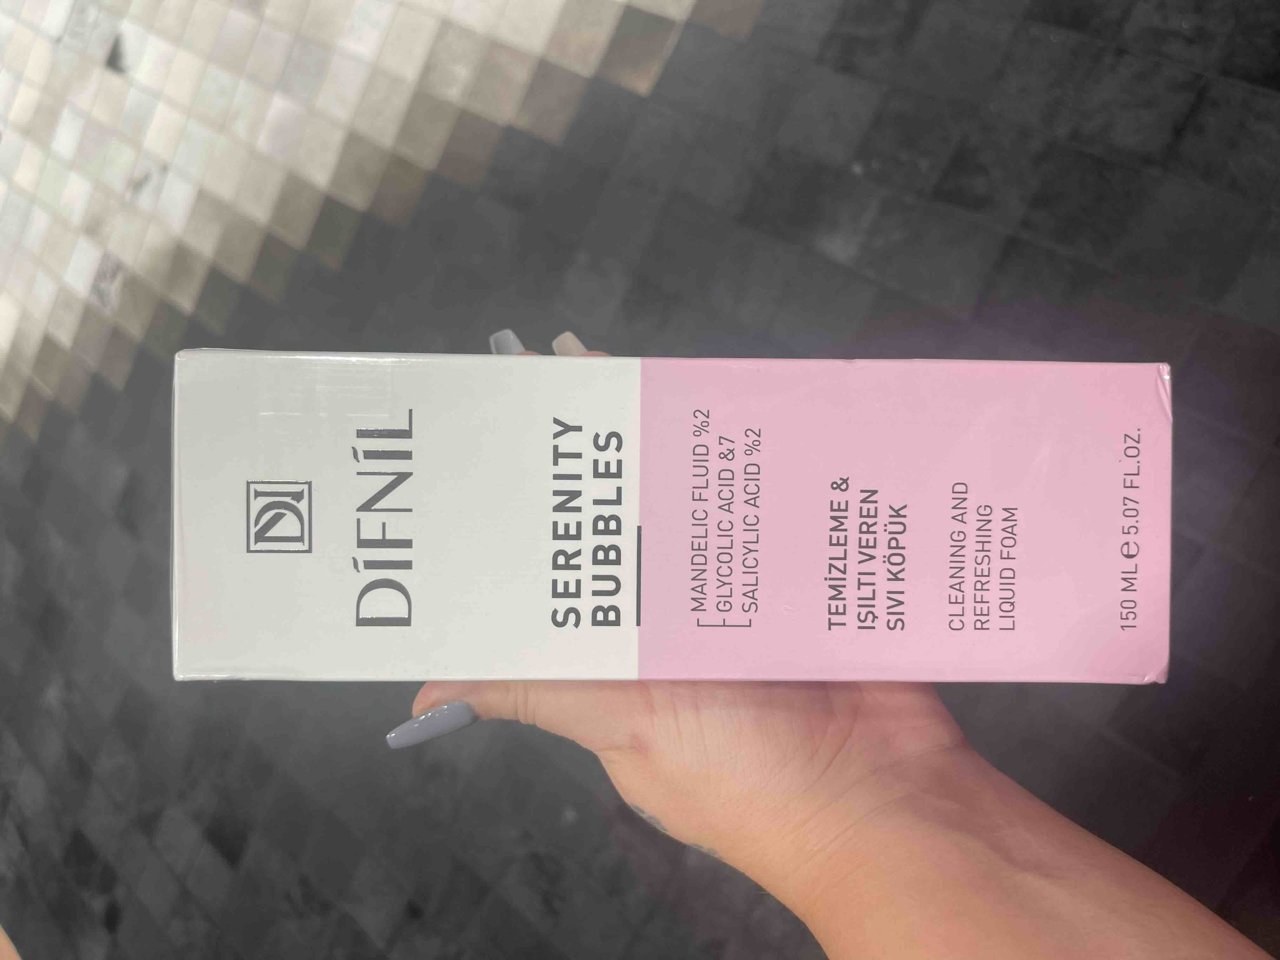 DİFNİL
SERENITY
BUBBLES
MANDELIC FLUID %2
GLYCOLIC ACID &7
SALICYLIC ACID %2
TEMİZLEME &
IŞILTI VEREN
SIVI KÖPÜK
CLEANING AND
REFRESHING
LIQUID FOAM
150 ML e 5.07 FL.OZ.